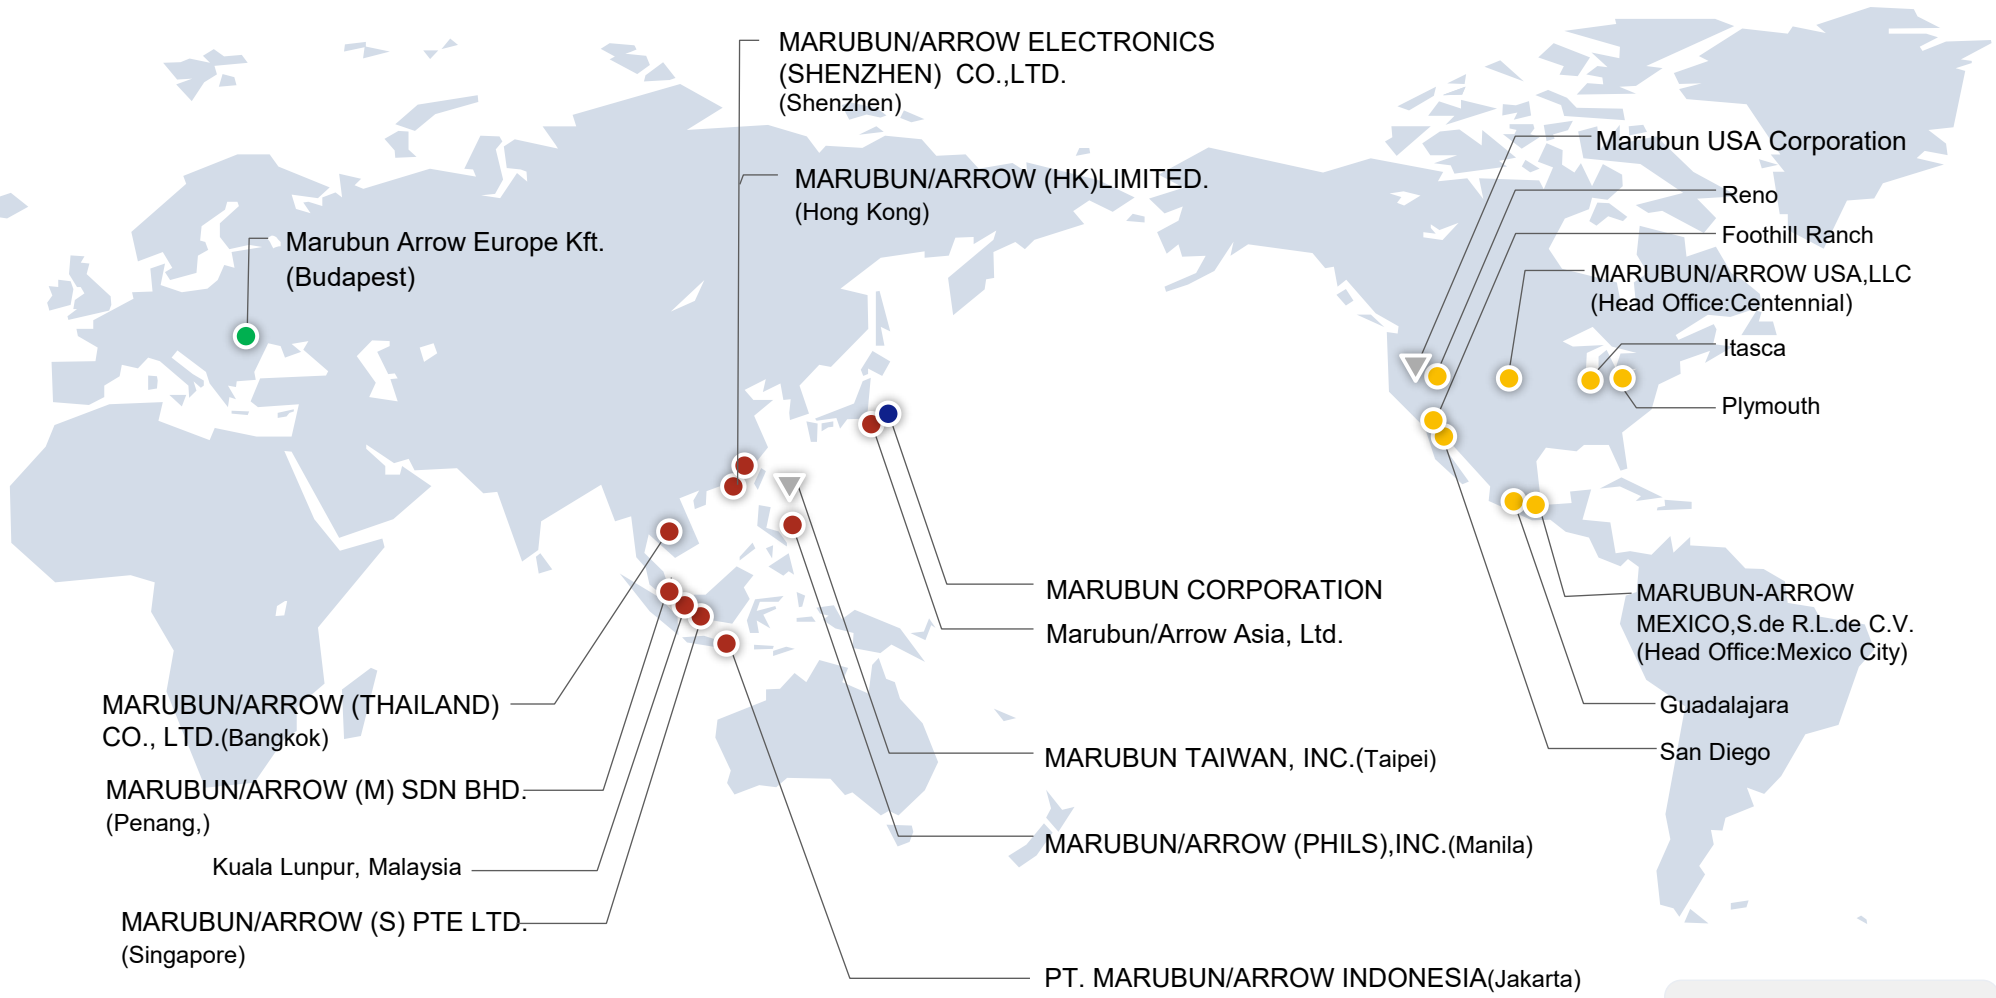 MARUBUN/ARROW ELECTRONICS
(SHENZHEN) CO.,LTD.
(Shenzhen)
MARUBUN/ARROW (HK)LIMITED.
(Hong Kong)
Marubun Arrow Europe Kft.
(Budapest)
Marubun USA Corporation
Reno
Foothill Ranch
MARUBUN/ARROW USA,LLC
(Head Office:Centennial)
Itasca
Plymouth
MARUBUN CORPORATION
Marubun/Arrow Asia, Ltd.
MARUBUN-ARROW
MEXICO,S.de R.L.de C.V.
(Head Office:Mexico City)
Guadalajara
San Diego
MARUBUN/ARROW (THAILAND)
CO., LTD.(Bangkok)
MARUBUN/ARROW (M) SDN BHD.
(Penang,)
Kuala Lunpur, Malaysia
MARUBUN/ARROW (S) PTE LTD.
(Singapore)
MARUBUN TAIWAN, INC.(Taipei)
MARUBUN/ARROW (PHILS),INC.(Manila)
PT. MARUBUN/ARROW INDONESIA(Jakarta)